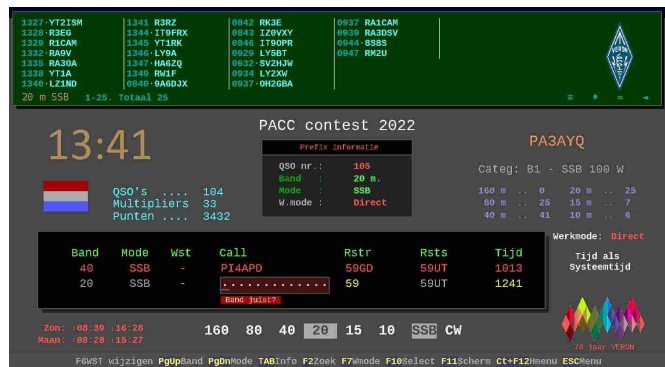 1327·YT2ISM 1341 R3RZ 0842 RK3E 0937 RA1CAM
1328·R3EG 1344·IT9FRX 0843 IZ0VXY 0939 RA3DSV
1329 R1CAM 1345 YT1RK 0846 IT9OPR 0944·8S8S
1332·RA9V 1346·LY9A 0929 LY5BT 0947 RM2U
1335 RA3OA 1347·HA6ZQ 0932·SV2HJW
1338 YT1A 1349 RW1F 0934 LY2XW
1340·LZ1ND 0840·9A6DJX 0937·OH2GBA
VERON
20 m SSB 1-25. Totaal 25
PACC contest 2022
13:41
PA3AYQ
Prefix informatie
QSO nr.: 105
Band : 20 m.
Mode : SSB
W.mode : Direct
Categ: B1 - SSB 100 W
160 m .. 0 20 m .. 25
80 m .. 25 15 m .. 7
40 m .. 41 10 m .. 6
QSO's .... 104
Multipliers 33
Punten .... 3432
Werkmode: Direct
Band Mode Wst Call Rstr Rsts Tijd
40 SSB - PI4APD 59GD 59UT 1013
20 SSB - 59 59UT 1241
Band juist?
Tijd als
Systeemtijd
Zon: ↑08:39 ↓16:28
Maan: ↑08:28 ↓15:27
160 80 40 20 15 10 SSB CW
76 jaar VERON
F6WST wijzigen PgUpBand PgDnMode TABInfo F2Zoek F7Wmode F10Select F11Scherm Ct+F12Hmenu ESCMenu